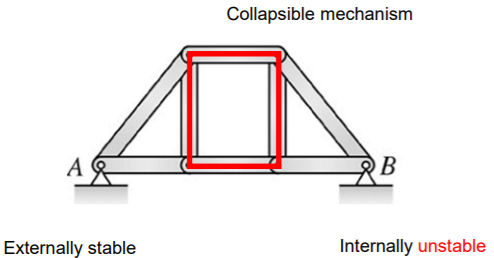 Collapsible mechanism
A
B
Externally stable
Internally unstable